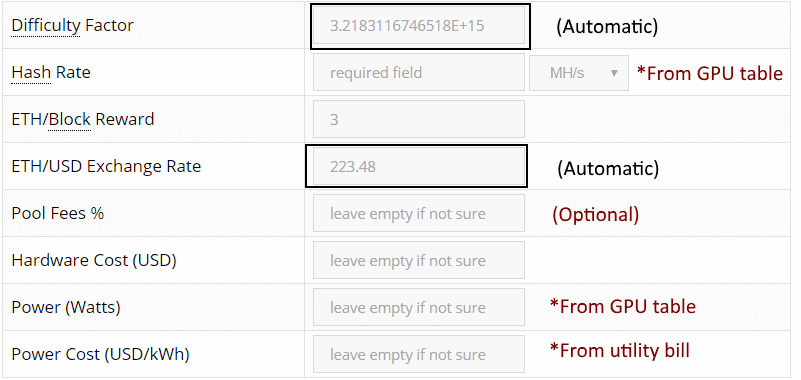 Difficulty Factor 3.2183116746518E+15 (Automatic)
Hash Rate required field MH/s ▼ *From GPU table
ETH/Block Reward 3
ETH/USD Exchange Rate 223.48 (Automatic)
Pool Fees % leave empty if not sure (Optional)
Hardware Cost (USD) leave empty if not sure
Power (Watts) leave empty if not sure *From GPU table
Power Cost (USD/kWh) leave empty if not sure *From utility bill